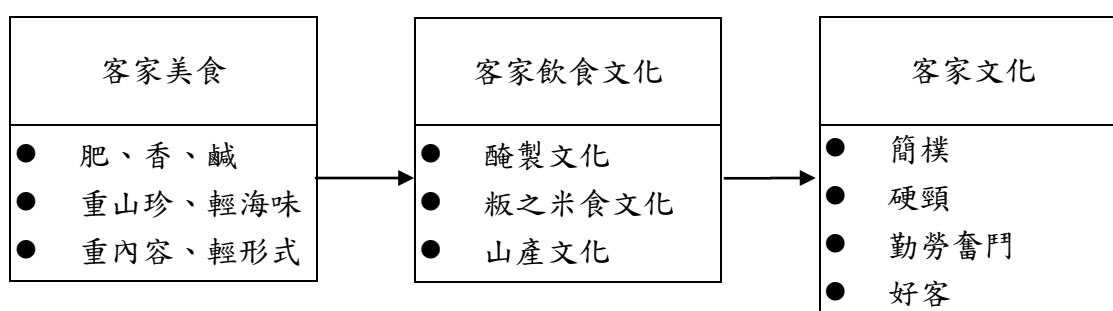 客家美食
● 肥、香、鹹
● 重山珍、輕海味
● 重內容、輕形式
客家飲食文化
● 醃製文化
● 粄之米食文化
● 山產文化
客家文化
● 簡樸
● 硬頸
● 勤勞奮鬥
● 好客